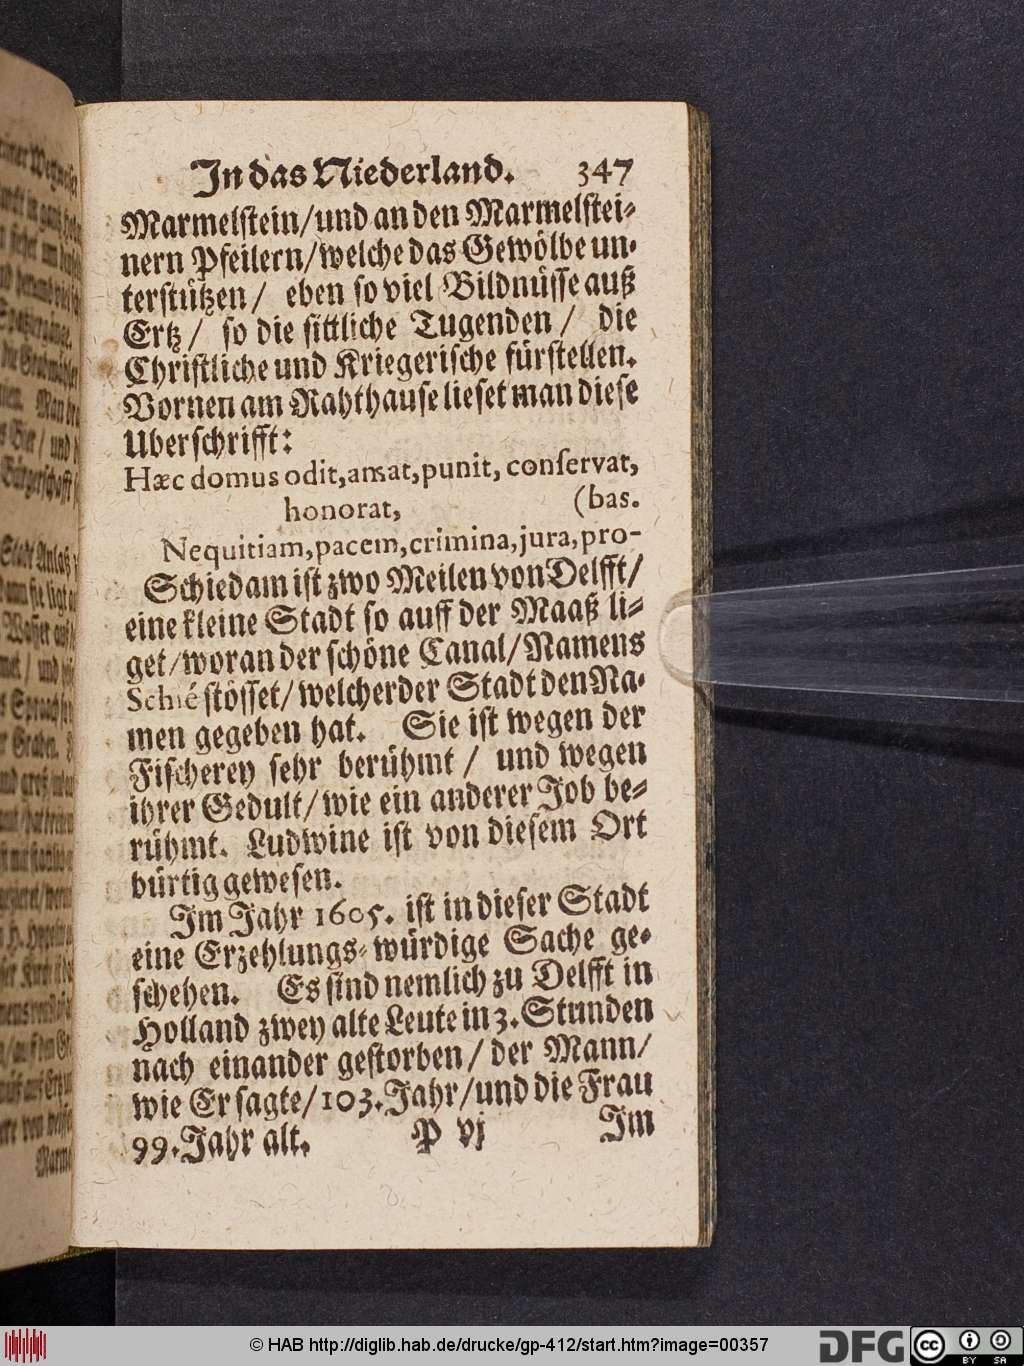 In das Niederland. 347
Marmelstein/und an den Marmelstei-
nern Pfeilern/welche das Gewölbe un-
terstützen/ eben so viel Bildnüsse auß
Ertz/ so die sittliche Tugenden/ die
Christliche und Kriegerische fürstellen.
Vornen am Rahthause lieset man diese
Uberschrifft:
Hæc domus odit,amat,punit, conservat,
honorat, (bas.
Nequitiam,pacem,crimina,jura,pro-
Schiedam ist zwo Meilen von Delfft/
eine kleine Stadt so auff der Maaß li-
get/woran der schöne Canal/Namens
Schié stösset/welcher der Stadt den Na-
men gegeben hat. Sie ist wegen der
Fischerey sehr berühmt/ und wegen
ihrer Gedult/wie ein anderer Job be-
rühmt. Ludwine ist von diesem Ort
bürtig gewesen.
Im Jahr 1605. ist in dieser Stadt
eine Erzehlungs-würdige Sache ge-
schehen. Es sind nemlich zu Delfft in
Holland zwey alte Leute in 3. Stunden
nach einander gestorben/der Mann/
wie Er sagte/103.Jahr/und die Frau
99.Jahr alt. P vj Im
© HAB http://diglib.hab.de/drucke/gp-412/start.htm?image=00357
DFG
cc BY SA